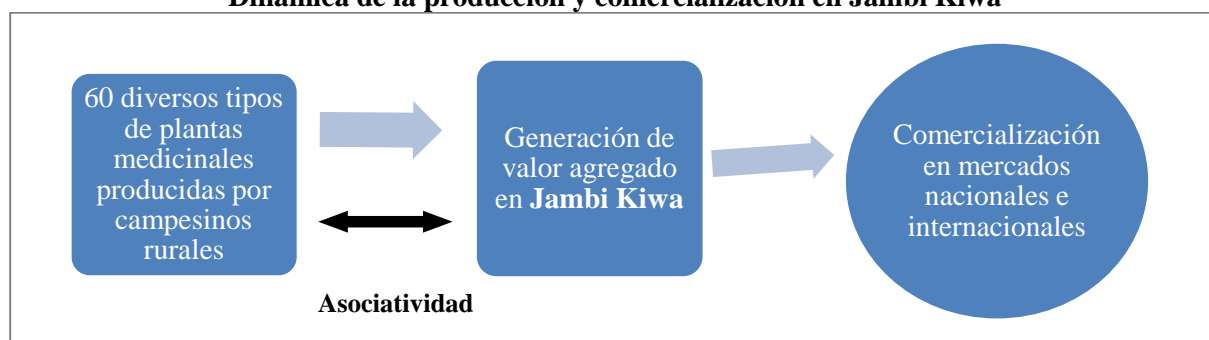 Dinámica de la producción y comercialización en Jambi Kiwa
60 diversos tipos
de plantas
medicinales
producidas por
campesinos
rurales
Asociatividad
Generación de
valor agregado
en Jambi Kiwa
Comercialización
en mercados
nacionales e
internacionales